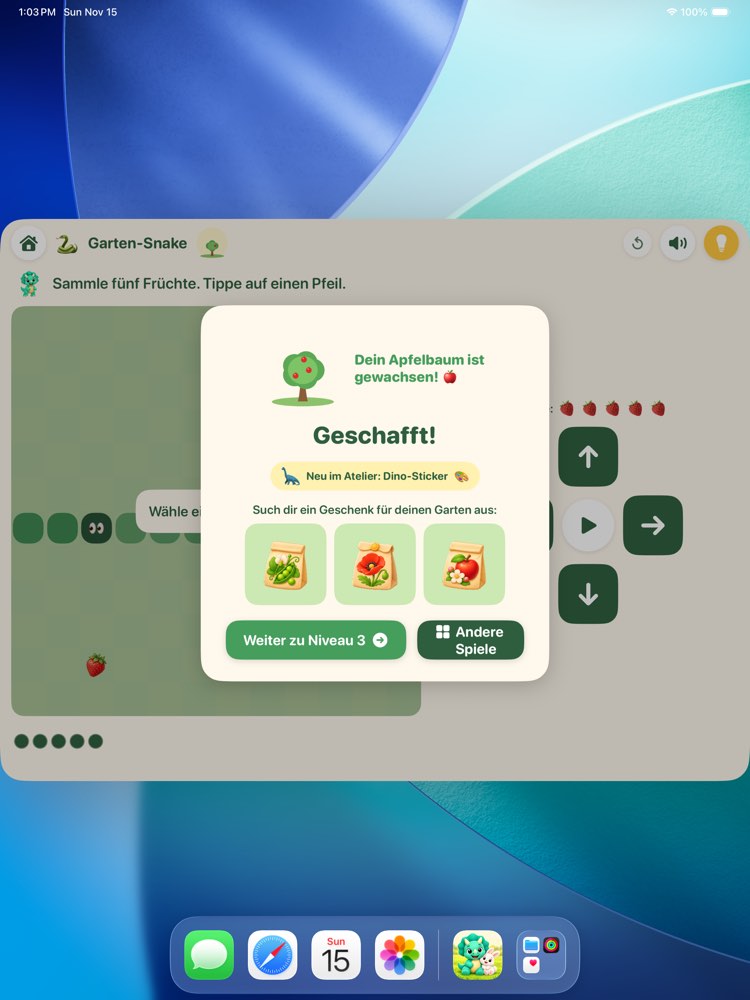 1:03 PM Sun Nov 15
100%
Garten-Snake
Sammle fünf Früchte. Tippe auf einen Pfeil.
Dein Apfelbaum ist
gewachsen!
Geschafft!
Neu im Atelier: Dino-Sticker
Wähle
Such dir ein Geschenk für deinen Garten aus:
Weiter zu Niveau 3
Andere
Spiele
Sun
15